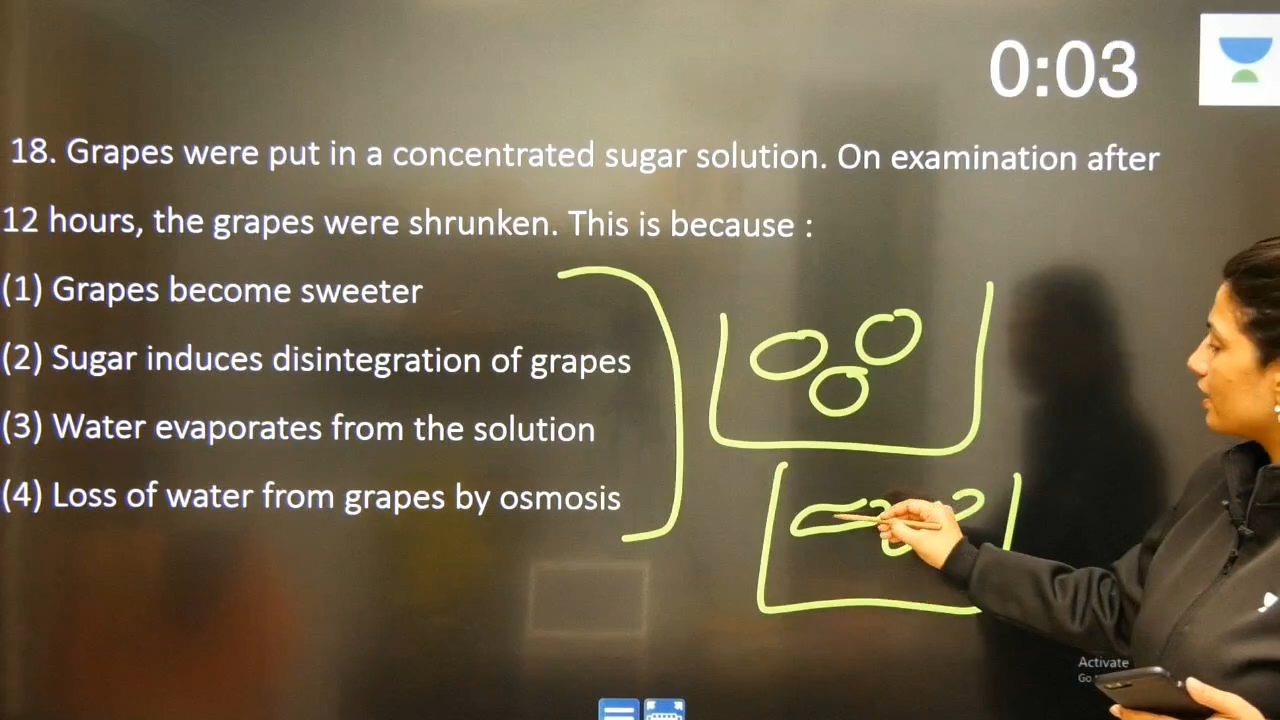 0:03
18. Grapes were put in a concentrated sugar solution. On examination after
12 hours, the grapes were shrunken. This is because :
(1) Grapes become sweeter
(2) Sugar induces disintegration of grapes
(3) Water evaporates from the solution
(4) Loss of water from grapes by osmosis
Activate
Go